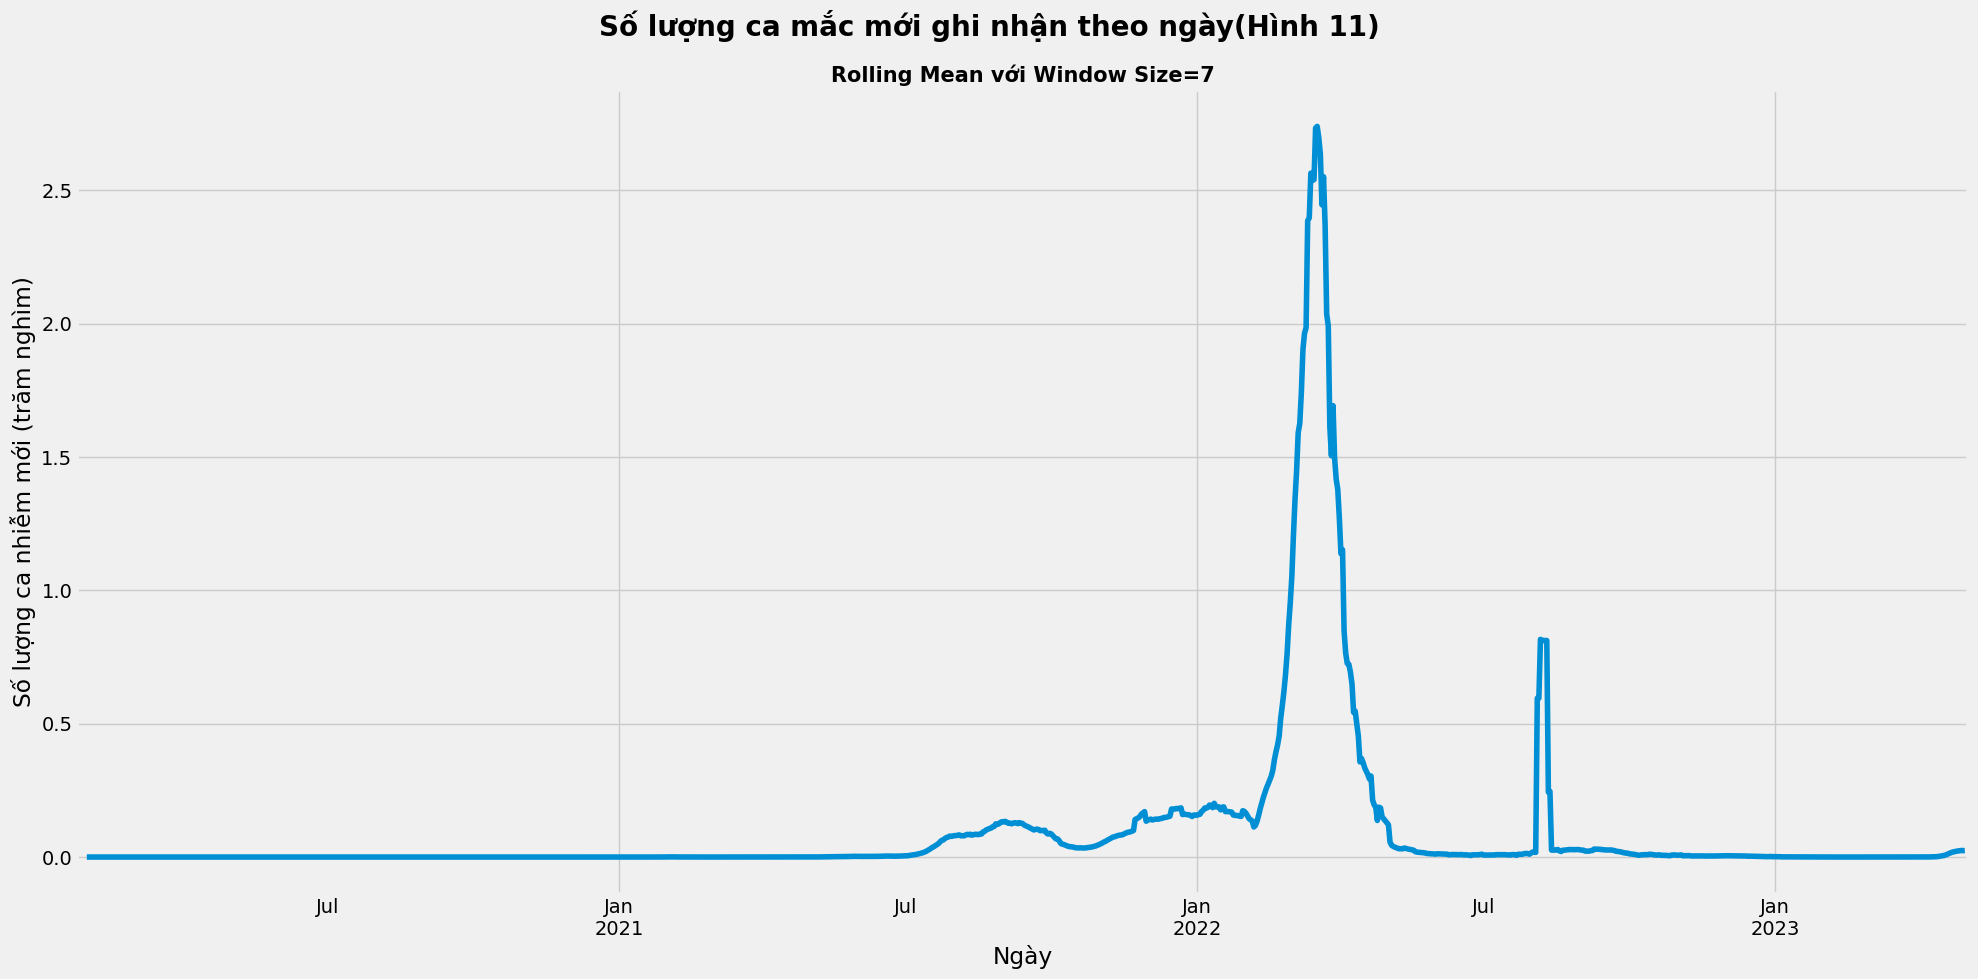 Số lượng ca mắc mới ghi nhận theo ngày(Hình 11)
Rolling Mean với Window Size=7
Số lượng ca nhiễm mới (trăm nghìm)
2.5
2.0
1.5
1.0
0.5
0.0
Jul
Jan
2021
Jul
Jan
2022
Jul
Jan
2023
Ngày